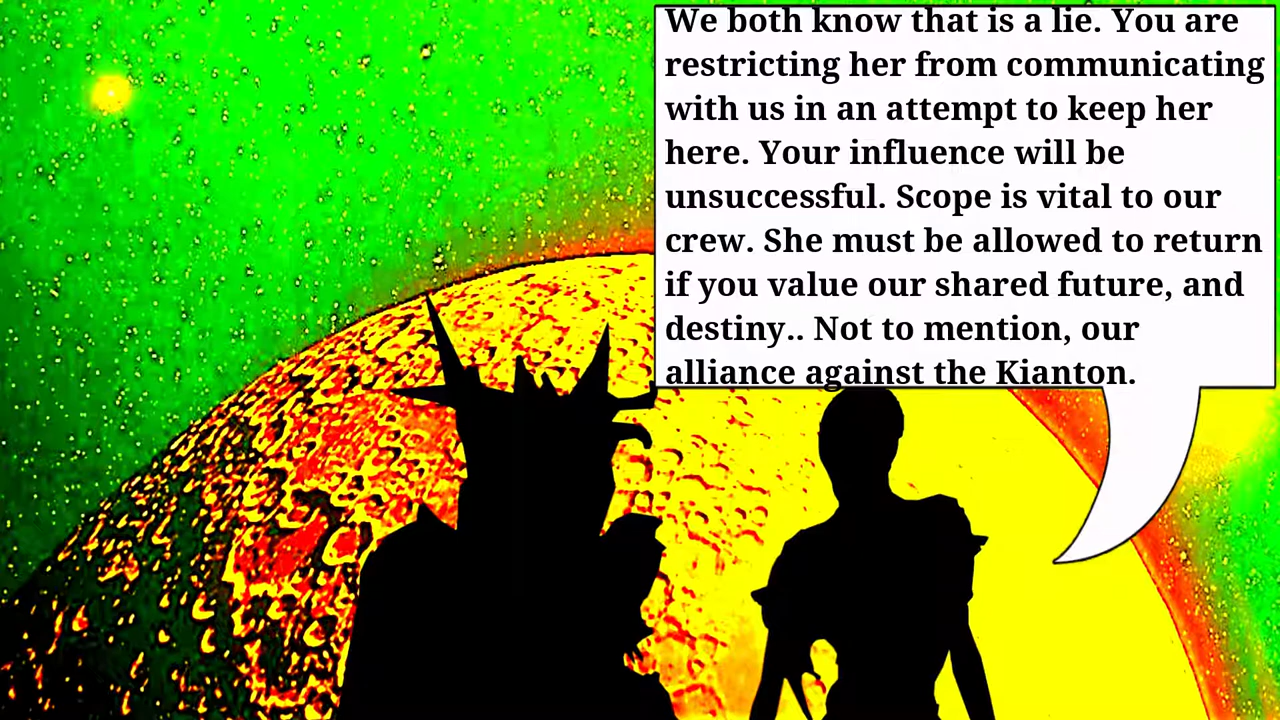 We both know that is a lie. You are
restricting her from communicating
with us in an attempt to keep her
here. Your influence will be
unsuccessful. Scope is vital to our
crew. She must be allowed to return
if you value our shared future, and
destiny.. Not to mention, our
alliance against the Kianton.